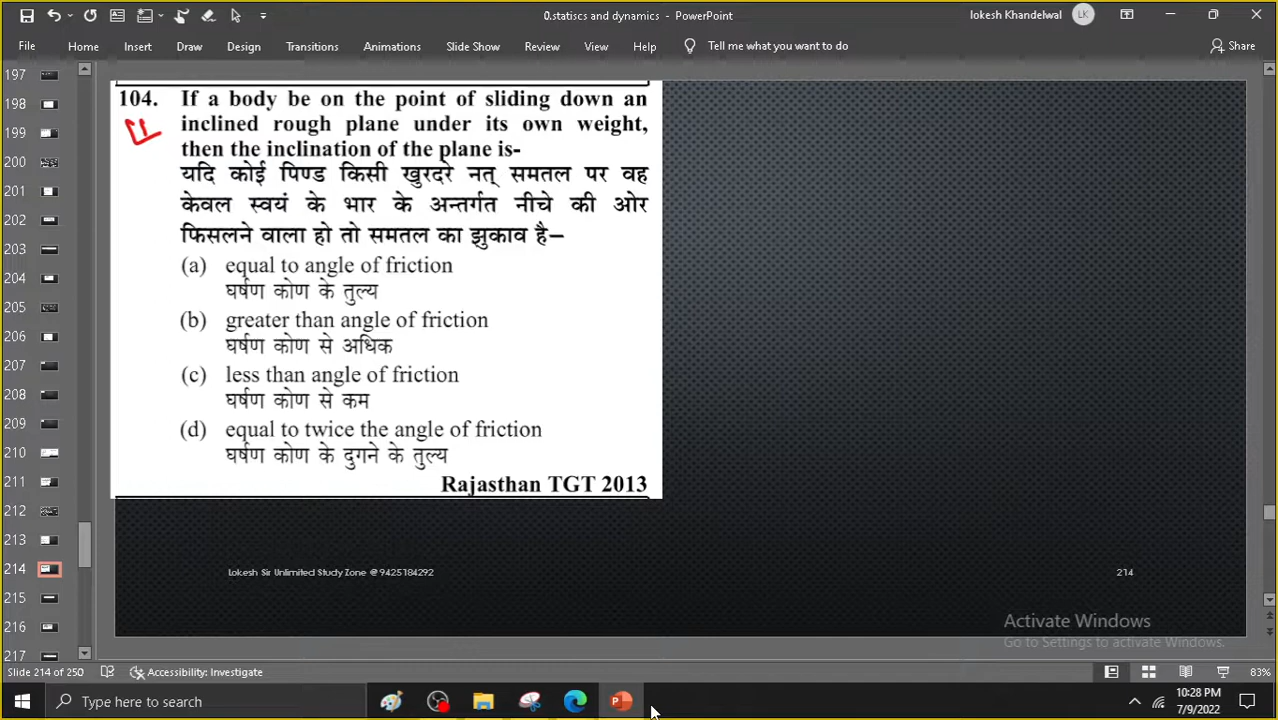 0.statiscs and dynamics - PowerPoint
lokesh Khandelwal
LK
File Home Insert Draw Design Transitions Animations Slide Show Review View Help Tell me what you want to do Share
197
198
199
200
201
202
203
204
205
206
207
208
209
210
211
212
213
214
215
216
217
104. If a body be on the point of sliding down an
inclined rough plane under its own weight,
then the inclination of the plane is-
यदि कोई पिण्ड किसी खुरदरे नत् समतल पर वह
केवल स्वयं के भार के अन्तर्गत नीचे की ओर
फिसलने वाला हो तो समतल का झुकाव है–
(a) equal to angle of friction
घर्षण कोण के तुल्य
(b) greater than angle of friction
घर्षण कोण से अधिक
(c) less than angle of friction
घर्षण कोण से कम
(d) equal to twice the angle of friction
घर्षण कोण के दुगने के तुल्य
Rajasthan TGT 2013
Lokesh Sir Unlimited Study Zone @9425184292
214
Activate Windows
Go to Settings to activate Windows.
Slide 214 of 250
Accessibility: Investigate
83%
Type here to search
10:28 PM
7/9/2022